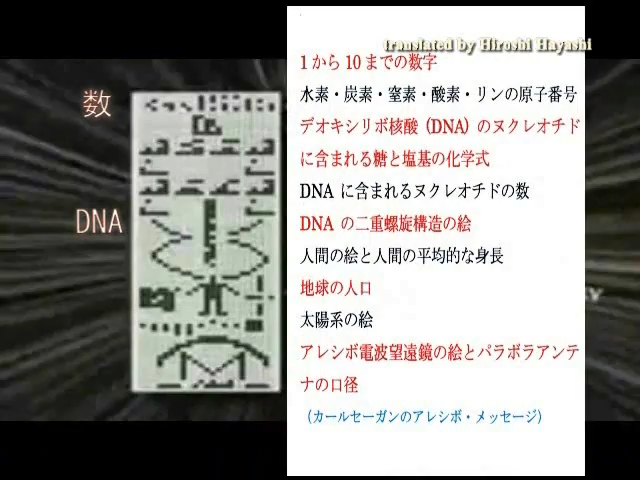 translated by Hiroshi Hayashi
1から10までの数字
水素・炭素・窒素・酸素・リンの原子番号
デオキシリボ核酸 (DNA) のヌクレオチド
に含まれる糖と塩基の化学式
DNA に含まれるヌクレオチドの数
DNA の二重螺旋構造の絵
人間の絵と人間の平均的な身長
地球の人口
太陽系の絵
アレシボ電波望遠鏡の絵とパラボラアンテ
ナの口径
(カールセーガンのアレシボ・メッセージ)
数
DNA